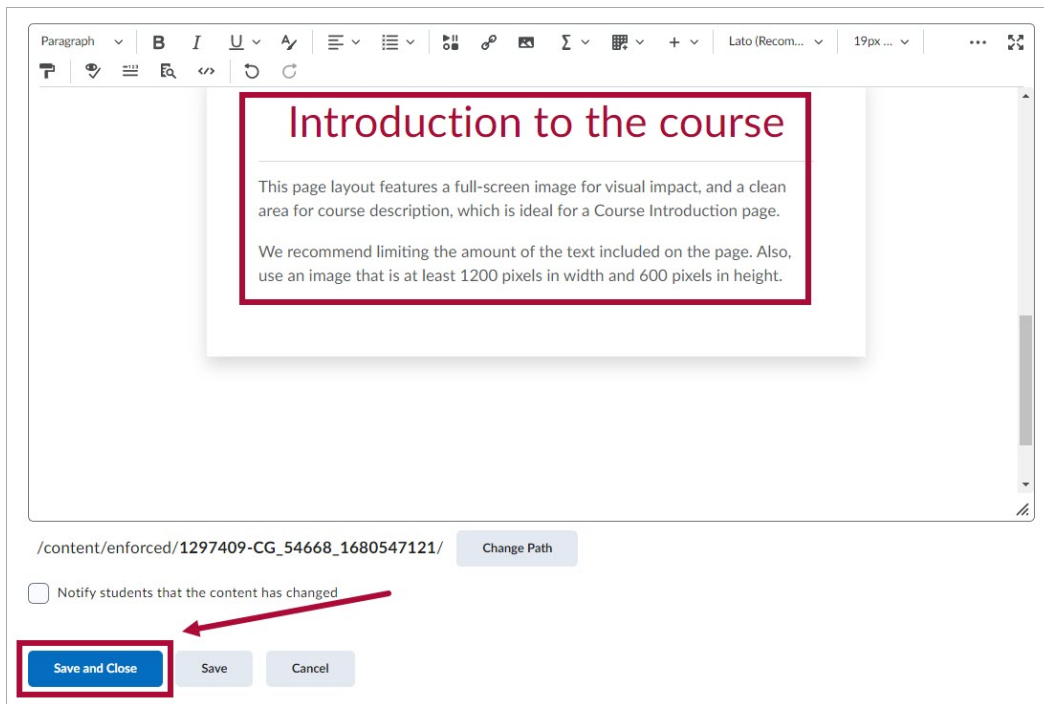 Paragraph B I U A Lato (Recom... 19px ...
Introduction to the course
This page layout features a full-screen image for visual impact, and a clean
area for course description, which is ideal for a Course Introduction page.
We recommend limiting the amount of the text included on the page. Also,
use an image that is at least 1200 pixels in width and 600 pixels in height.
/content/enforced/1297409-CG_54668_1680547121/ Change Path
Notify students that the content has changed
Save and Close Save Cancel